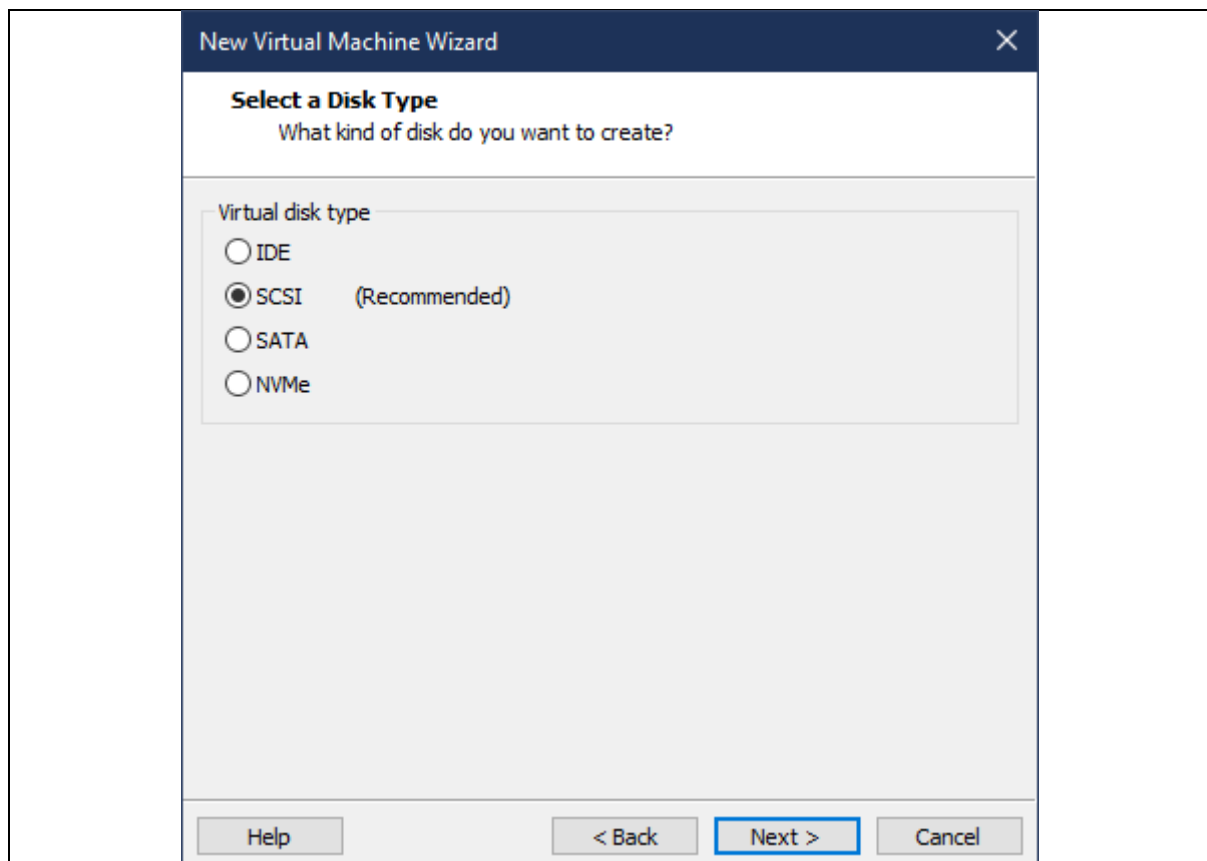 New Virtual Machine Wizard
Select a Disk Type
What kind of disk do you want to create?
Virtual disk type
IDE
SCSI (Recommended)
SATA
NVMe
Help < Back Next > Cancel